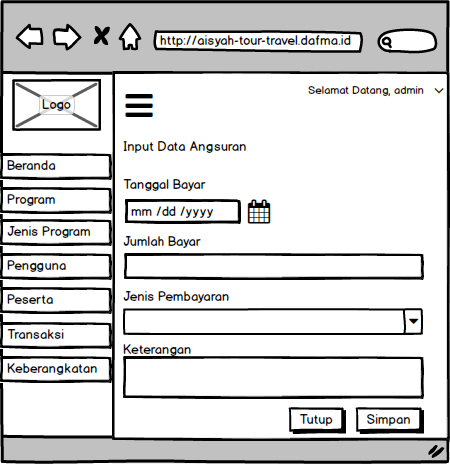 http://aisyah-tour-travel.dafma.id
Logo
Selamat Datang, admin
Beranda
Program
Jenis Program
Pengguna
Peserta
Transaksi
Keberangkatan
Input Data Angsuran
Tanggal Bayar
mm /dd /yyyy
Jumlah Bayar
Jenis Pembayaran
Keterangan
Tutup Simpan